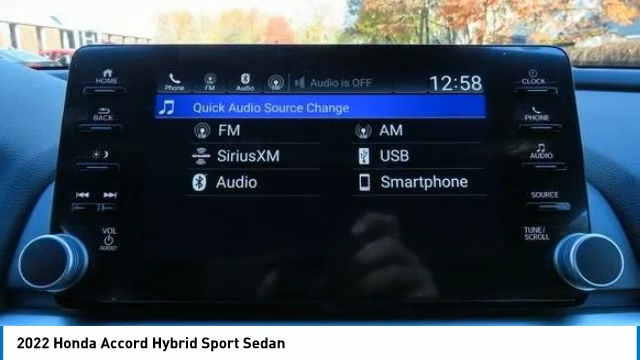 HOME
Phone FM Audio Audio is OFF 12:58
CLOCK
Quick Audio Source Change
BACK
PHONE
FM AM
SiriusXM USB
AUDIO
Audio Smartphone
SOURCE
VOL
AUDIO
TUNE/
SCROLL
2022 Honda Accord Hybrid Sport Sedan